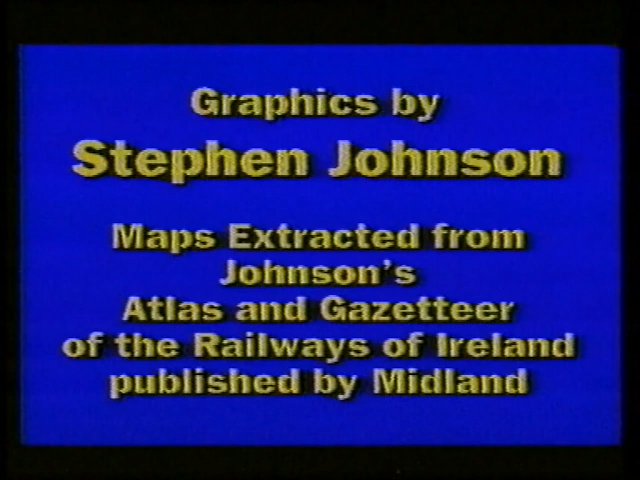 Graphics by
Stephen Johnson
Maps Extracted from
Johnson's
Atlas and Gazetteer
of the Railways of Ireland
published by Midland